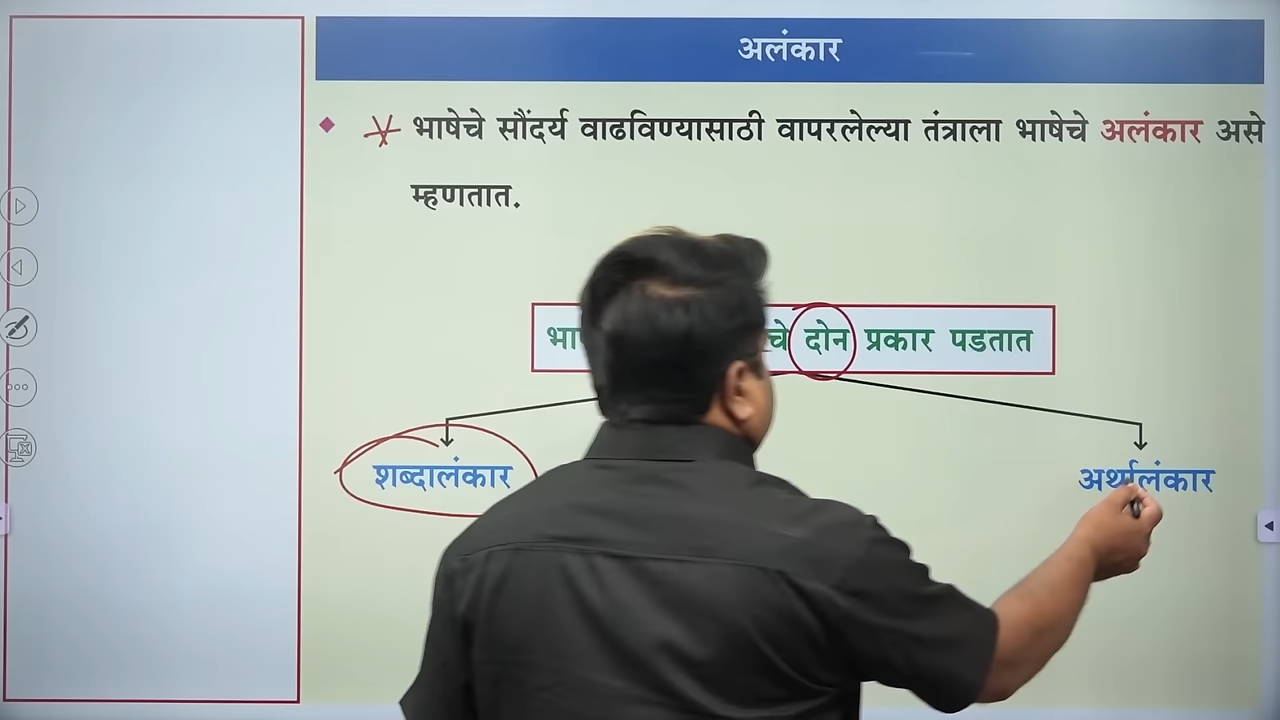 अलंकार
भाषेचे सौंदर्य वाढविण्यासाठी वापरलेल्या तंत्राला भाषेचे अलंकार असे
म्हणतात.
दोन प्रकार पडतात
शब्दालंकार
अर्थालंकार